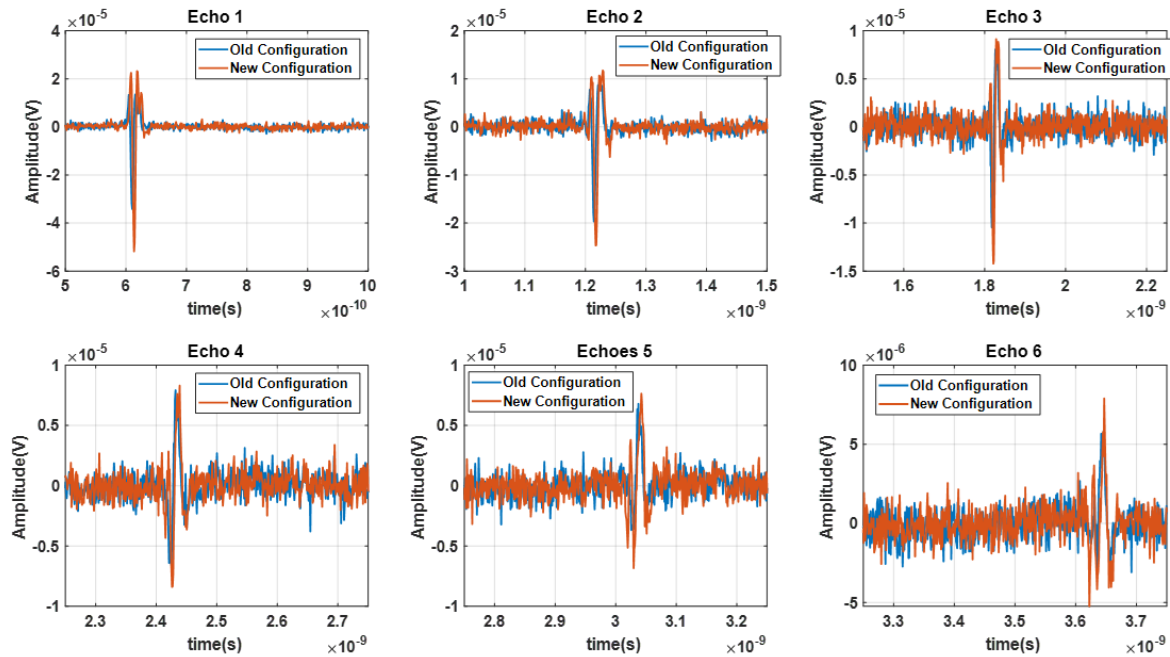 Echo 1
×10^-5
Amplitude(V)
4
2
0
-2
-4
-6
Old Configuration
New Configuration
5 6 7 8 9 10
time(s)
×10^-10
Echo 2
×10^-5
Amplitude(V)
2
1
0
-1
-2
-3
Old Configuration
New Configuration
1 1.1 1.2 1.3 1.4 1.5
time(s)
×10^-9
Echo 3
×10^-5
Amplitude(V)
1
0.5
0
-0.5
-1
-1.5
Old Configuration
New Configuration
1.6 1.8 2 2.2
time(s)
×10^-9
Echo 4
×10^-5
Amplitude(V)
1
0.5
0
-0.5
-1
Old Configuration
New Configuration
2.3 2.4 2.5 2.6 2.7
time(s)
×10^-9
Echoes 5
×10^-5
Amplitude(V)
1
0.5
0
-0.5
-1
Old Configuration
New Configuration
2.8 2.9 3 3.1 3.2
time(s)
×10^-9
Echo 6
×10^-6
Amplitude(V)
10
5
0
-5
Old Configuration
New Configuration
3.3 3.4 3.5 3.6 3.7
time(s)
×10^-9